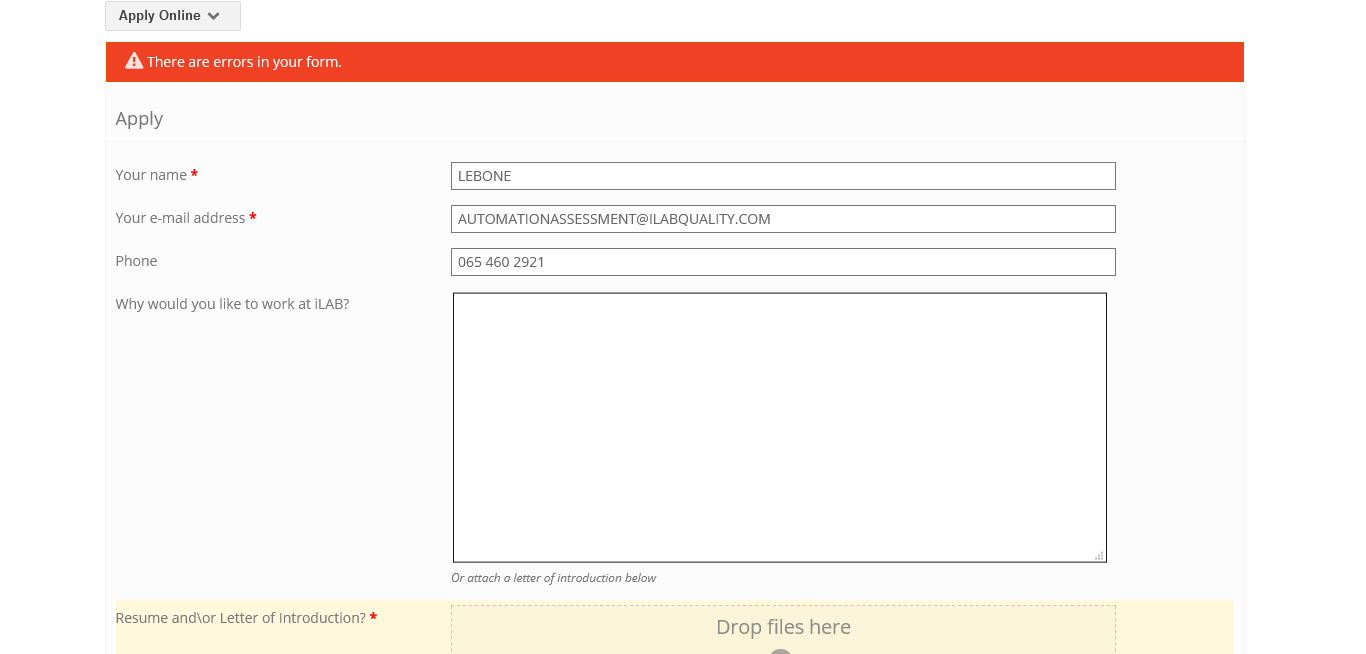 Apply Online
There are errors in your form.
Apply
Your name *
LEBONE
Your e-mail address *
AUTOMATIONASSESSMENT@ILABQUALITY.COM
Phone
065 460 2921
Why would you like to work at iLAB?
Or attach a letter of introduction below
Resume and\or Letter of Introduction? *
Drop files here